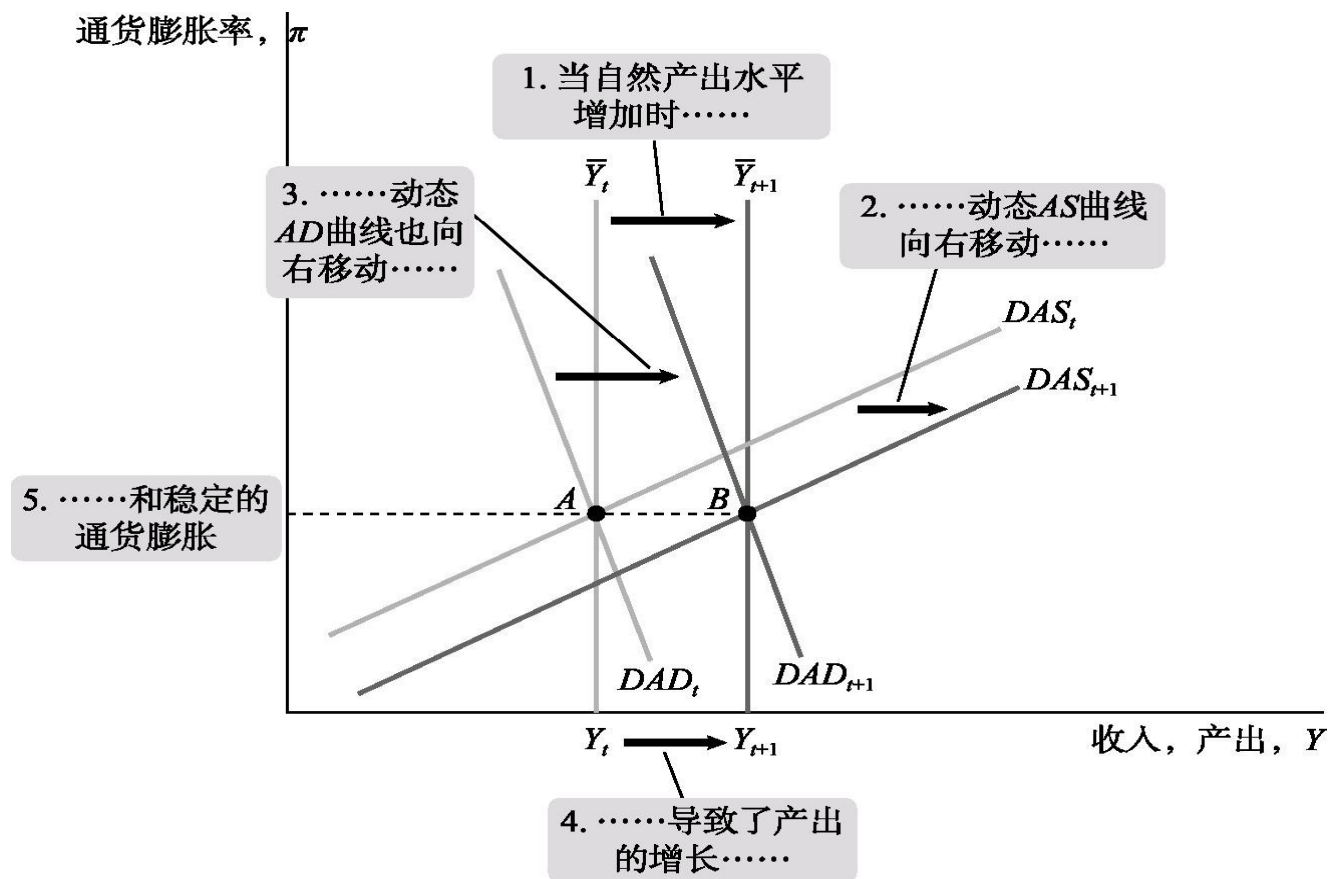 通货膨胀率，π
1. 当自然产出水平
增加时……
3. ……动态
AD曲线也向
右移动……
Y̅t
Y̅t+1
2. ……动态AS曲线
向右移动……
DASt
DASt+1
5. ……和稳定的
通货膨胀
A
B
DADt
DADt+1
Yt
Yt+1
收入，产出，Y
4. ……导致了产出
的增长……